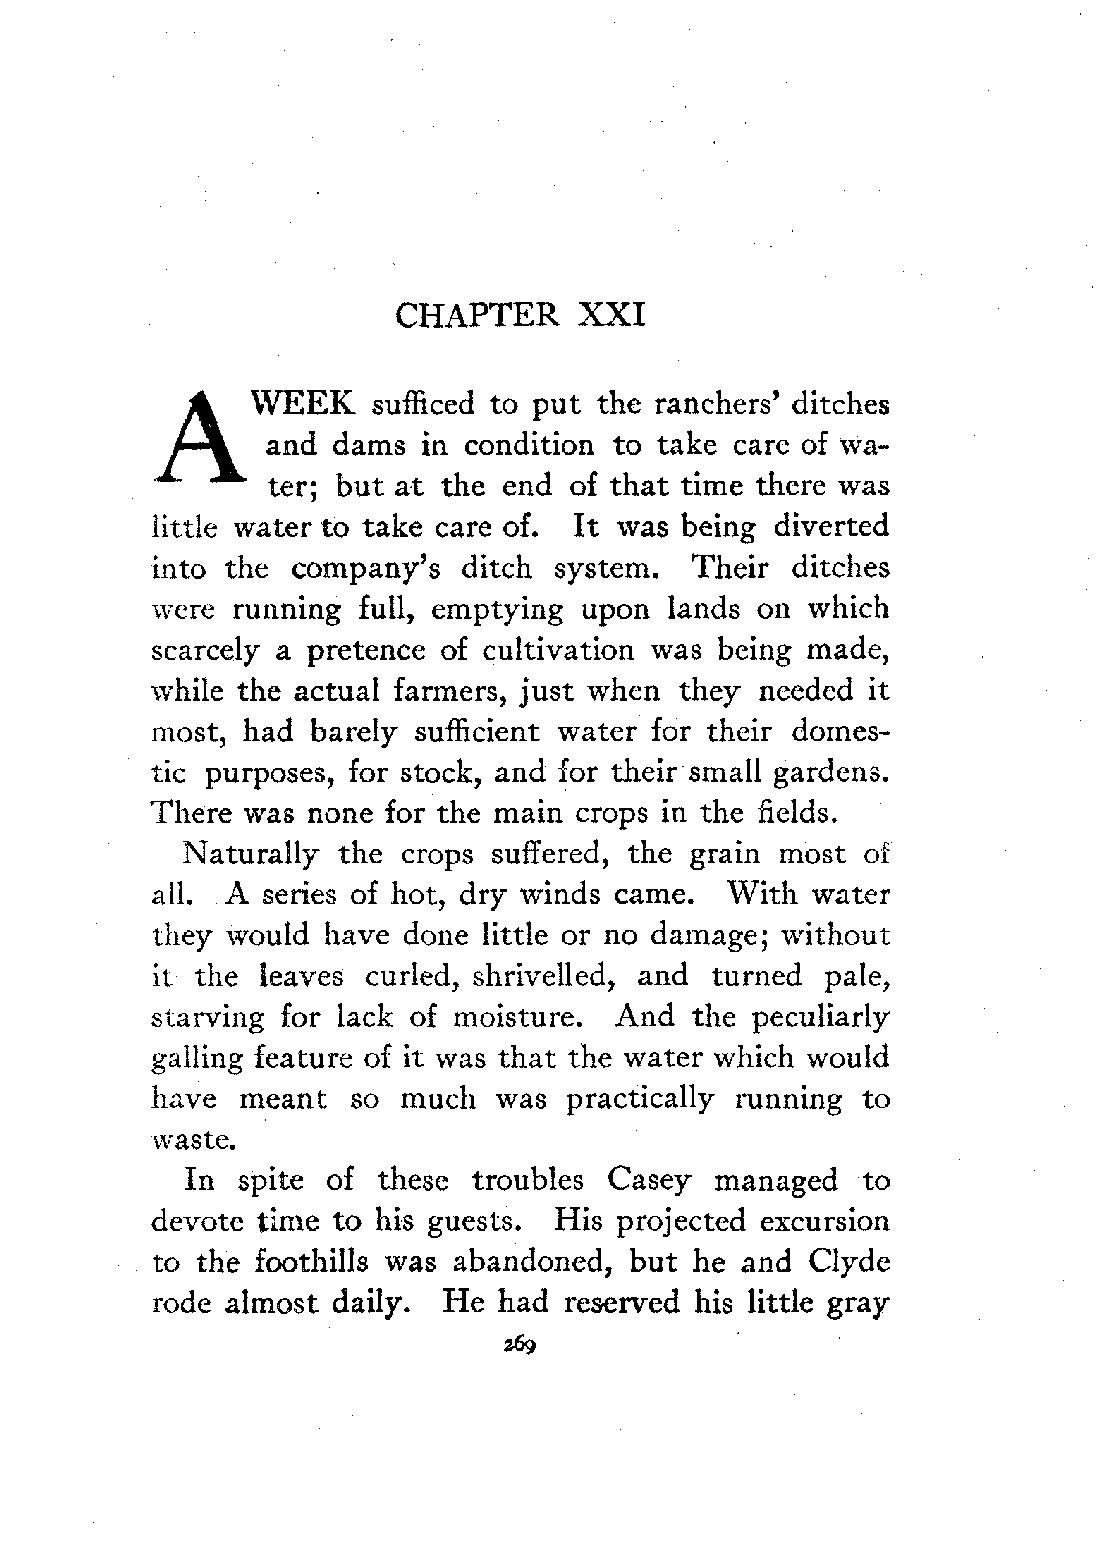 CHAPTER XXI
A WEEK sufficed to put the ranchers' ditches
and dams in condition to take care of wa-
ter; but at the end of that time there was
little water to take care of. It was being diverted
into the company's ditch system. Their ditches
were running full, emptying upon lands on which
scarcely a pretence of cultivation was being made,
while the actual farmers, just when they needed it
most, had barely sufficient water for their domes-
tic purposes, for stock, and for their small gardens.
There was none for the main crops in the fields.
Naturally the crops suffered, the grain most of
all. A series of hot, dry winds came. With water
they would have done little or no damage; without
it the leaves curled, shrivelled, and turned pale,
starving for lack of moisture. And the peculiarly
galling feature of it was that the water which would
have meant so much was practically running to
waste.
In spite of these troubles Casey managed to
devote time to his guests. His projected excursion
to the foothills was abandoned, but he and Clyde
rode almost daily. He had reserved his little gray
269